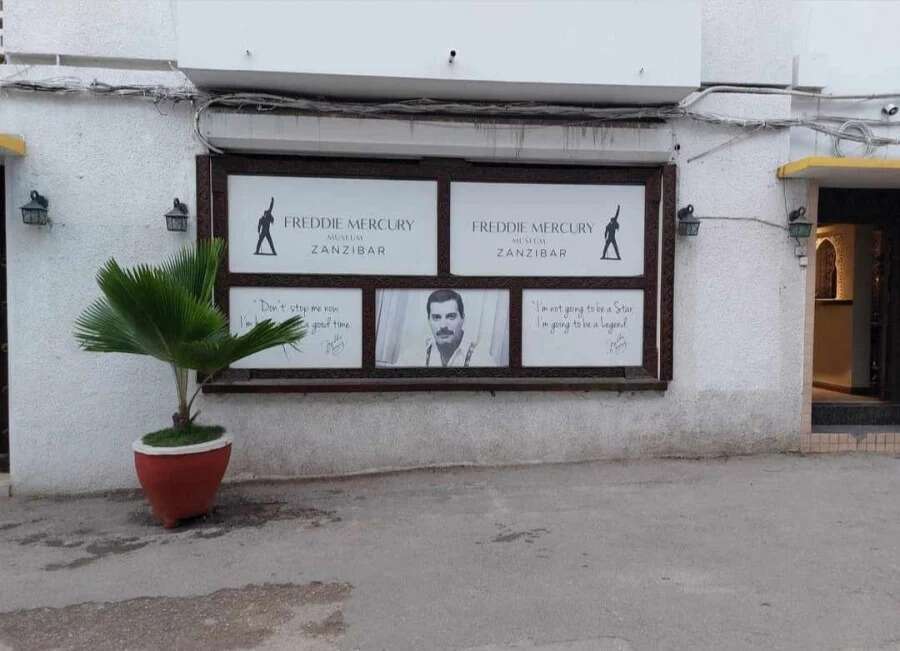 FREDDIE MERCURY
MUSEUM
ZANZIBAR
FREDDIE MERCURY
MUSEUM
ZANZIBAR
"Don't stop me now
I'm a good time
"I'm not going to be a Star,
I'm going to be a Legend